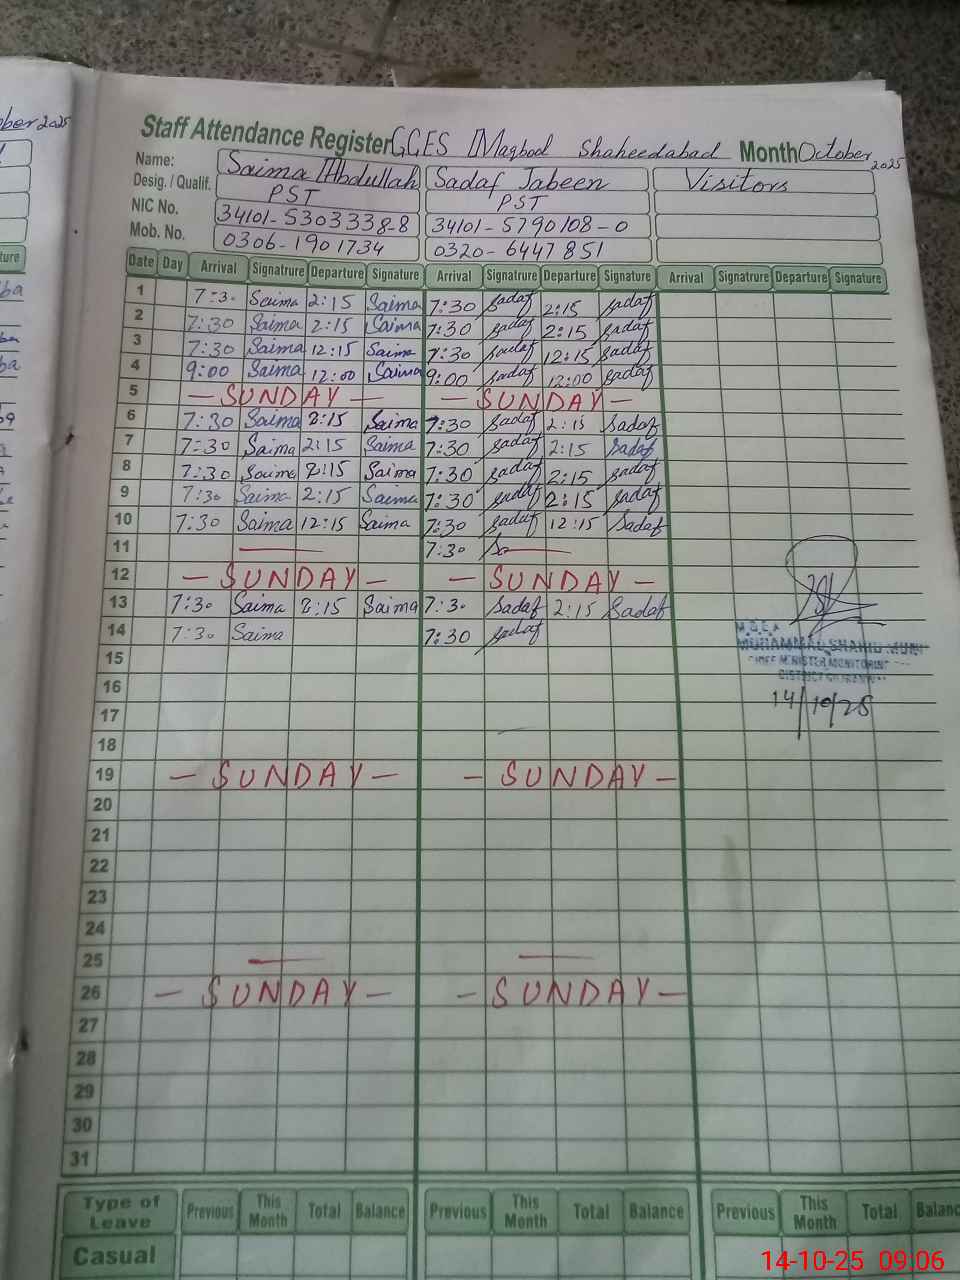 Staff Attendance Register GGES Maqbool Shaheedabad Month October 2025
Name: Saima Abdullah Sadaf Jabeen Visitors
Desig. / Qualif. PST PST
NIC No. 34101-5303338-8 34101-5790108-0
Mob. No. 0306-1901734 0320-6447851
Date Day Arrival Signatrure Departure Signature Arrival Signatrure Departure Signature Arrival Signatrure Departure Signature
1 7:30 Saima 2:15 Saima 7:30 Sadaf 2:15 Sadaf
2 7:30 Saima 2:15 Saima 7:30 Sadaf 2:15 Sadaf
3 7:30 Saima 12:15 Saima 7:30 Sadaf 12:15 Sadaf
4 9:00 Saima 12:00 Saima 9:00 Sadaf 12:00 Sadaf
5 — SUNDAY — — SUNDAY —
6 7:30 Saima 2:15 Saima 7:30 Sadaf 2:15 Sadaf
7 7:30 Saima 2:15 Saima 7:30 Sadaf 2:15 Sadaf
8 7:30 Saima 2:15 Saima 7:30 Sadaf 2:15 Sadaf
9 7:30 Saima 2:15 Saima 7:30 Sadaf 2:15 Sadaf
10 7:30 Saima 12:15 Saima 7:30 Sadaf 12:15 Sadaf
11 — 7:30 Sa—
12 — SUNDAY — — SUNDAY —
13 7:30 Saima 2:15 Saima 7:30 Sadaf 2:15 Sadaf
14 7:30 Saima 7:30 Sadaf
MUHAMMAD SHAHID
15
CHIEF MINISTER MONITORING
DISTRICT
16 14/10/25
17
18
19 — SUNDAY — — SUNDAY —
20
21
22
23
24
25 — —
26 — SUNDAY — — SUNDAY —
27
28
29
30
31
Type of Leave Previous This Month Total Balance Previous This Month Total Balance Previous This Month Total Balanc
Casual
14-10-25 09:06